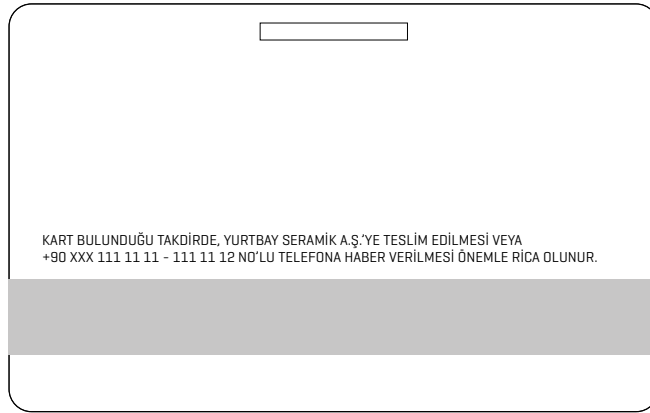 KART BULUNDUĞU TAKDİRDE, YURTBAY SERAMİK A.Ş.'YE TESLİM EDİLMESİ VEYA
+90 XXX 111 11 11 - 111 11 12 NO'LU TELEFONA HABER VERİLMESİ ÖNEMLE RİCA OLUNUR.